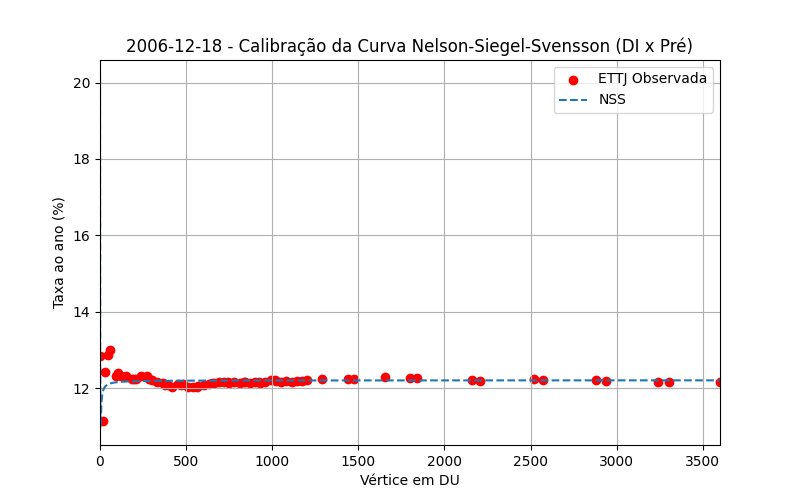 2006-12-18 - Calibração da Curva Nelson-Siegel-Svensson (DI x Pré)
ETTJ Observada
NSS
Taxa ao ano (%)
20
18
16
14
12
0 500 1000 1500 2000 2500 3000 3500
Vértice em DU